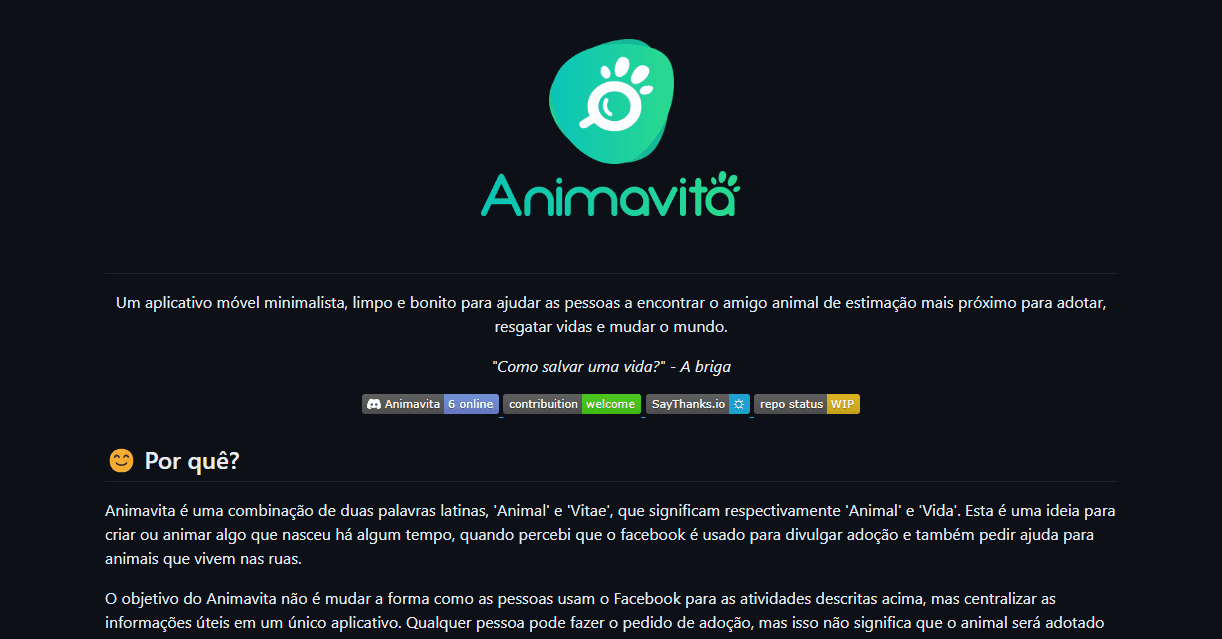 Animavita
Um aplicativo móvel minimalista, limpo e bonito para ajudar as pessoas a encontrar o amigo animal de estimação mais próximo para adotar,
resgatar vidas e mudar o mundo.
"Como salvar uma vida?" - A briga
Animavita 6 online contribuition welcome SayThanks.io repo status WIP
😊 Por quê?
Animavita é uma combinação de duas palavras latinas, 'Animal' e 'Vitae', que significam respectivamente 'Animal' e 'Vida'. Esta é uma ideia para
criar ou animar algo que nasceu há algum tempo, quando percebi que o facebook é usado para divulgar adoção e também pedir ajuda para
animais que vivem nas ruas.
O objetivo do Animavita não é mudar a forma como as pessoas usam o Facebook para as atividades descritas acima, mas centralizar as
informações úteis em um único aplicativo. Qualquer pessoa pode fazer o pedido de adoção, mas isso não significa que o animal será adotado